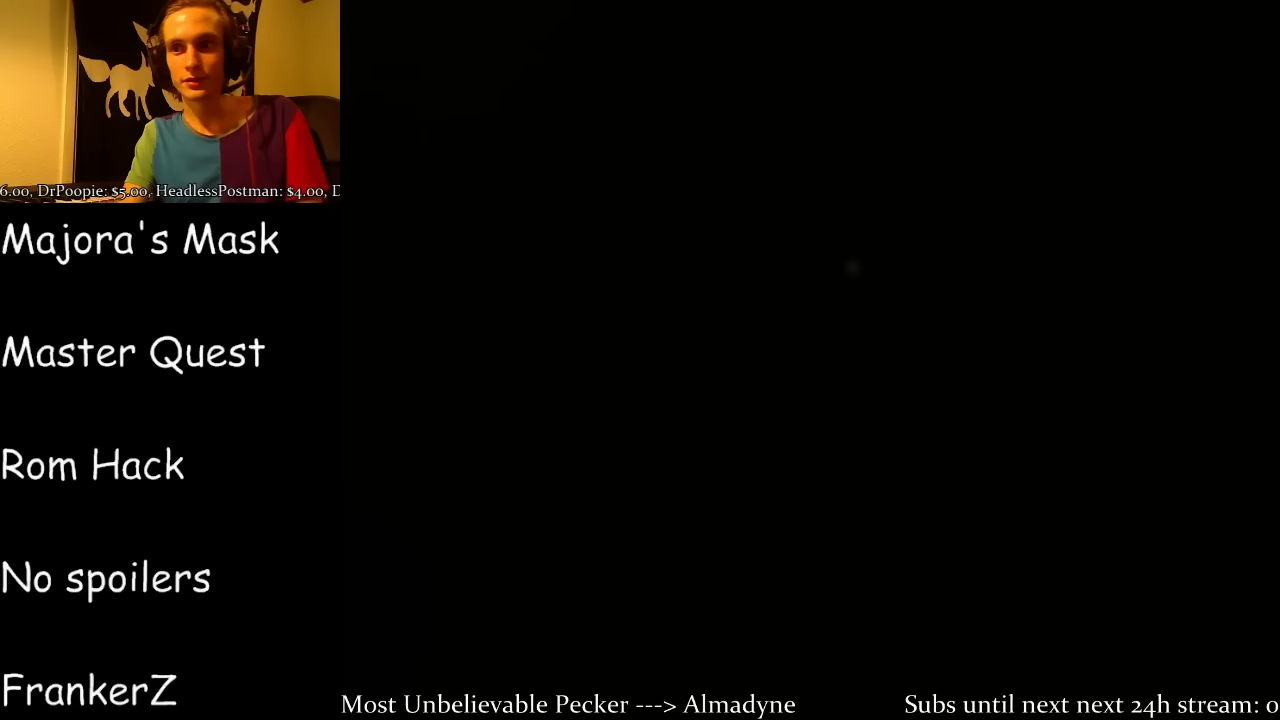 6.00, DrPoopie: $5.00, HeadlessPostman: $4.00, D
Majora's Mask
Master Quest
Rom Hack
No spoilers
FrankerZ
Most Unbelievable Pecker ---> Almadyne
Subs until next next 24h stream: 0